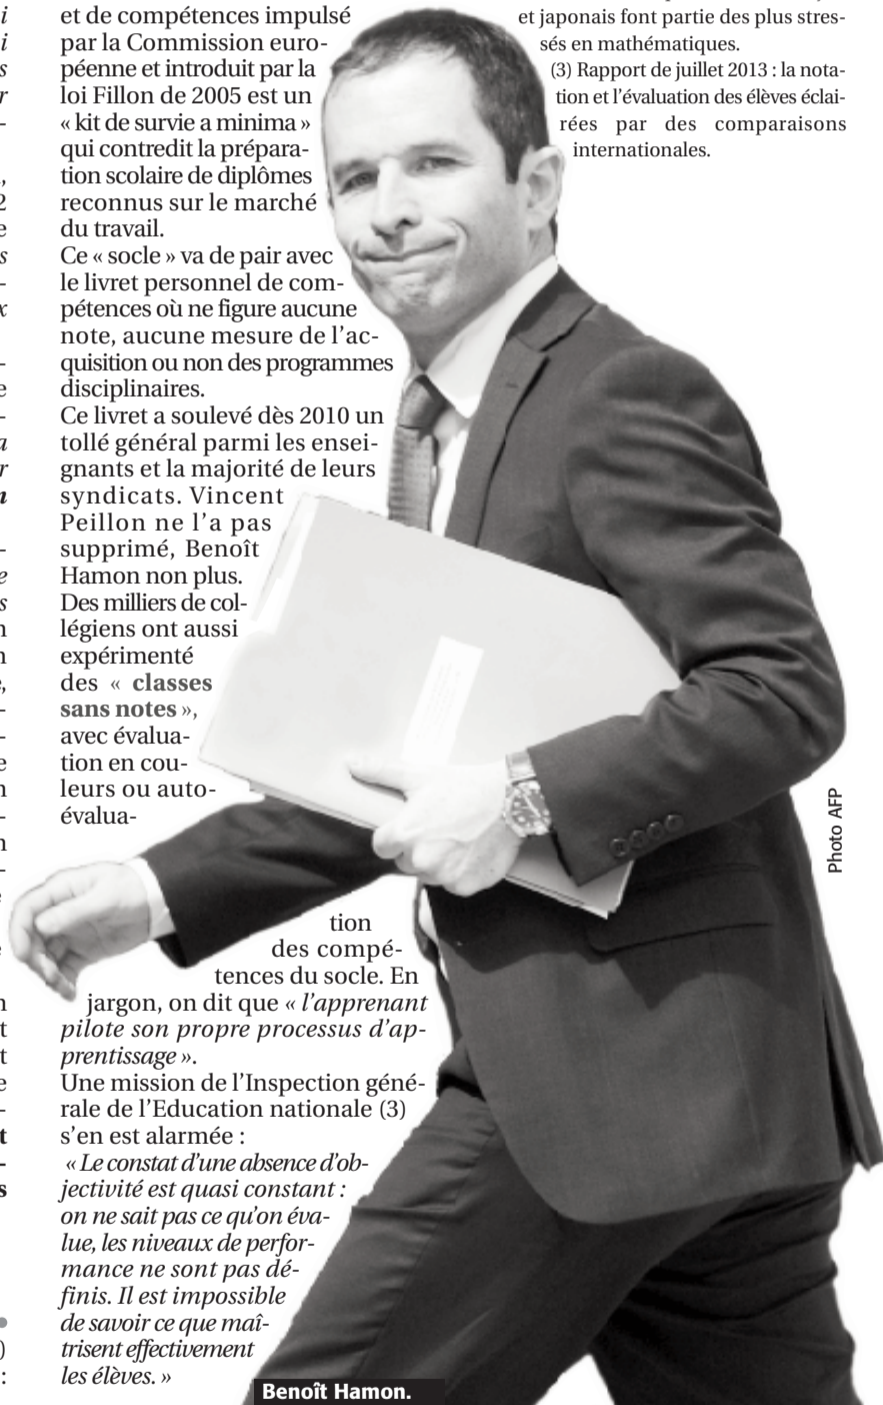 et de compétences impulsé
par la Commission euro-
péenne et introduit par la
loi Fillon de 2005 est un
« kit de survie a minima »
qui contredit la prépara-
tion scolaire de diplômes
reconnus sur le marché
du travail.
Ce « socle » va de pair avec
le livret personnel de com-
pétences où ne figure aucune
note, aucune mesure de l'ac-
quisition ou non des programmes
disciplinaires.
Ce livret a soulevé dès 2010 un
tollé général parmi les ensei-
gnants et la majorité de leurs
syndicats. Vincent
Peillon ne l'a pas
supprimé, Benoît
Hamon non plus.
Des milliers de col-
légiens ont aussi
expérimenté
des « classes
sans notes »,
avec évalua-
tion en cou-
leurs ou auto-
évalua-
tion
des compé-
tences du socle. En
jargon, on dit que « l'apprenant
pilote son propre processus d'ap-
prentissage ».
Une mission de l'Inspection géné-
rale de l'Education nationale (3)
s'en est alarmée :
« Le constat d'une absence d'ob-
jectivité est quasi constant :
on ne sait pas ce qu'on éva-
lue, les niveaux de perfor-
mance ne sont pas dé-
finis. Il est impossible
de savoir ce que maî-
trisent effectivement
les élèves. »
et japonais font partie des plus stres-
sés en mathématiques.
(3) Rapport de juillet 2013 : la nota-
tion et l'évaluation des élèves éclai-
rées par des comparaisons
internationales.
Photo AFP
Benoît Hamon.